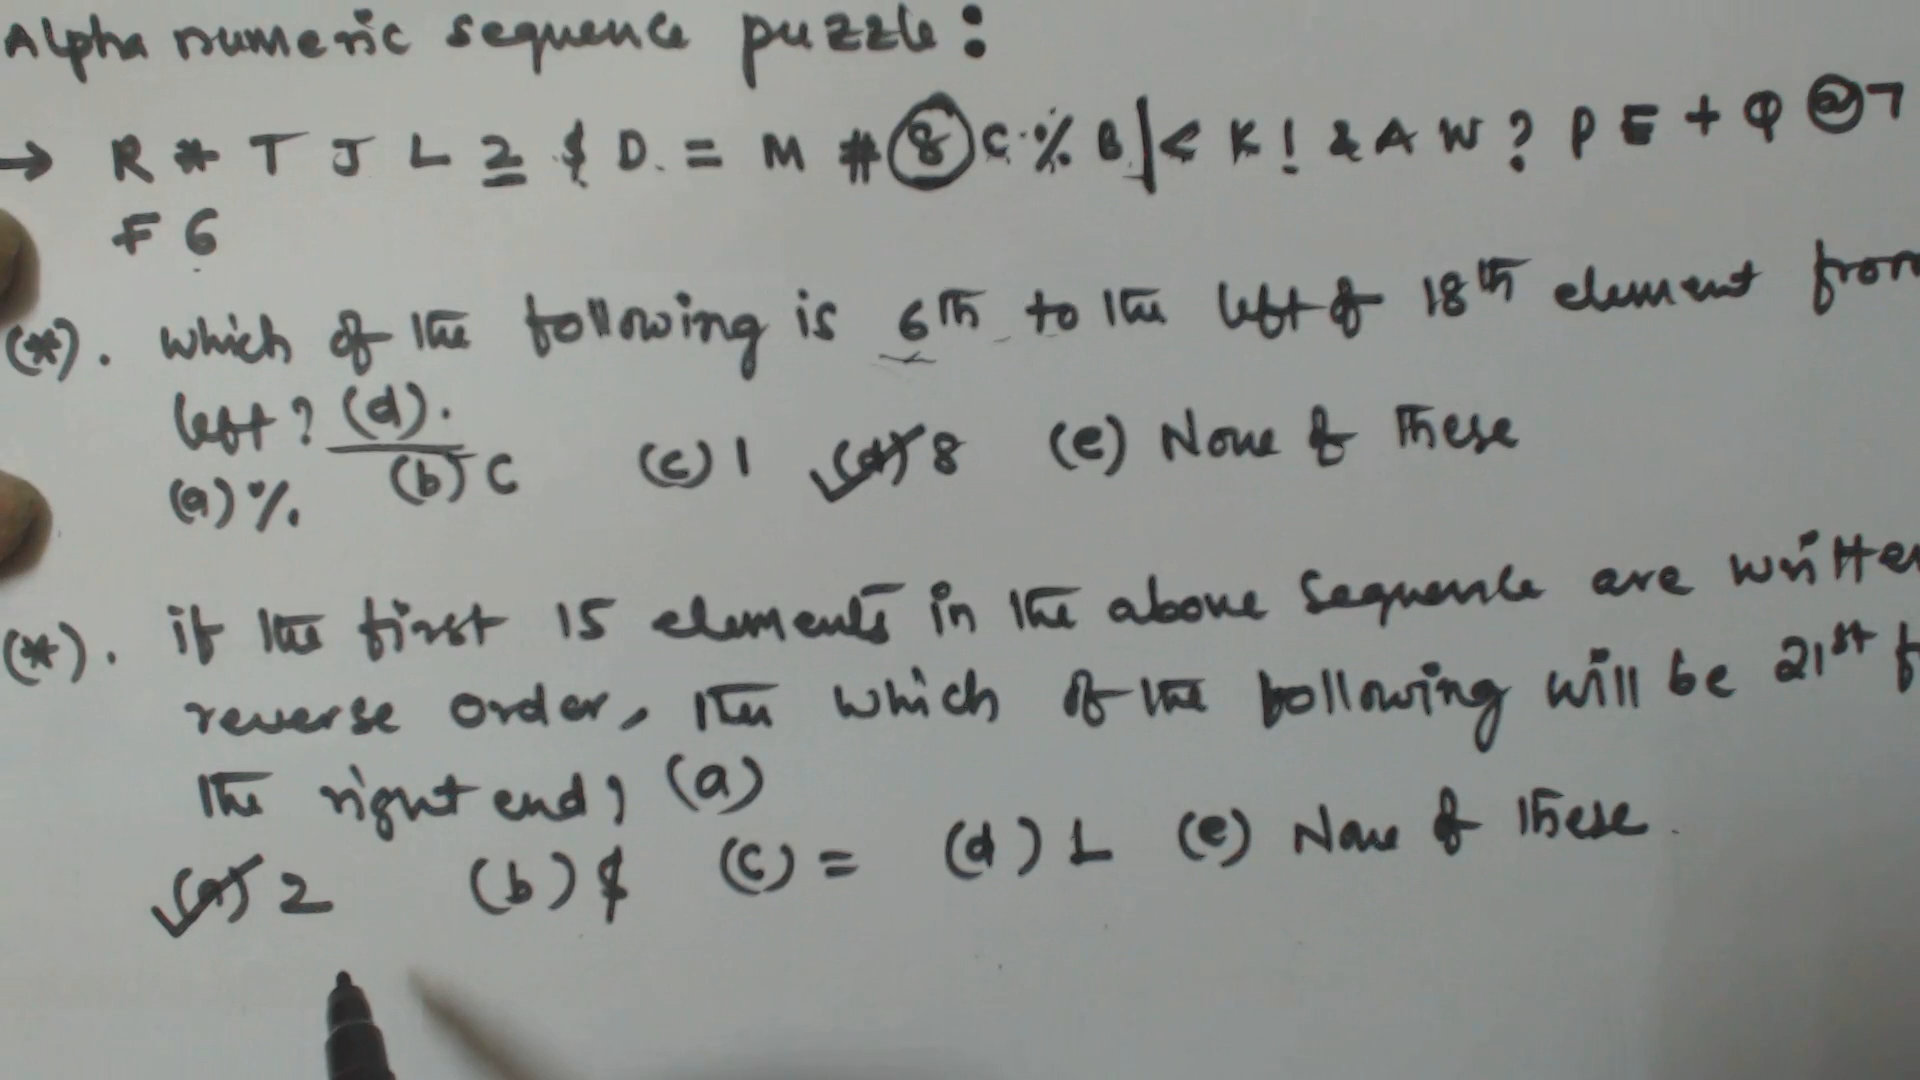 Alpha numeric sequence puzzle:
→ R * T J L 2 $ D. = M # 8 C % B | < K ! & A W ? P E + Q @ 7
F 6
(*). which of the following is 6th to the left of 18th element from
left? (d).
(a) % (b) C (c) 1 (d) 8 (e) None of these
(*). if the first 15 elements in the above sequence are written
reverse order, then which of the following will be 21st f
the right end? (a)
(a) 2 (b) $ (c) = (d) L (e) None of these.